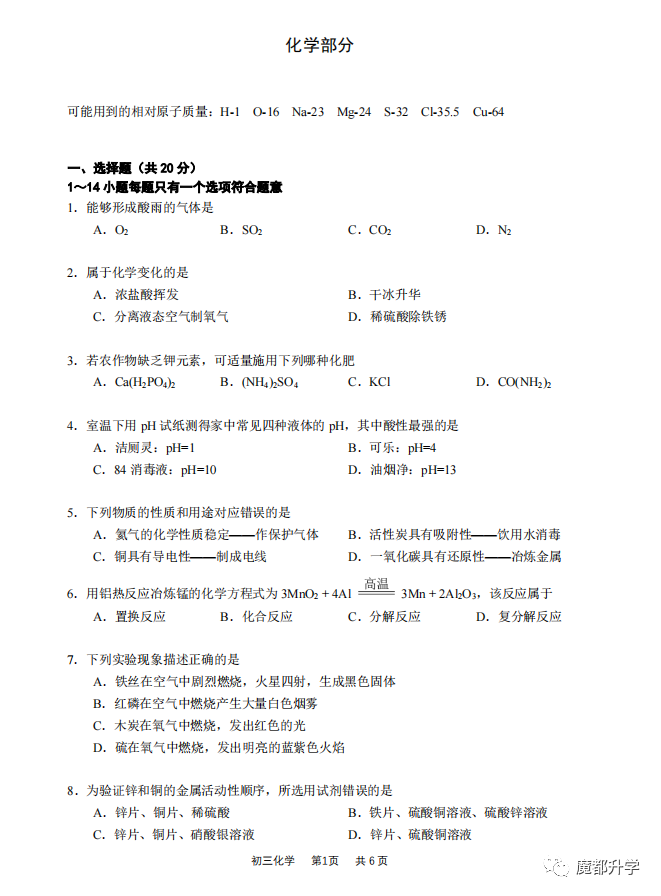 化学部分
可能用到的相对原子质量：H-1 O-16 Na-23 Mg-24 S-32 Cl-35.5 Cu-64
一、选择题（共 20 分）
1～14 小题每题只有一个选项符合题意
1．能够形成酸雨的气体是
A．O₂ B．SO₂ C．CO₂ D．N₂
2．属于化学变化的是
A．浓盐酸挥发 B．干冰升华
C．分离液态空气制氧气 D．稀硫酸除铁锈
3．若农作物缺乏钾元素，可适量施用下列哪种化肥
A．Ca(H₂PO₄)₂ B．(NH₄)₂SO₄ C．KCl D．CO(NH₂)₂
4．室温下用 pH 试纸测得家中常见四种液体的 pH，其中酸性最强的是
A．洁厕灵：pH=1 B．可乐：pH=4
C．84 消毒液：pH=10 D．油烟净：pH=13
5．下列物质的性质和用途对应错误的是
A．氦气的化学性质稳定——作保护气体 B．活性炭具有吸附性——饮用水消毒
C．铜具有导电性——制成电线 D．一氧化碳具有还原性——冶炼金属
6．用铝热反应冶炼锰的化学方程式为 3MnO₂ + 4Al 高温 3Mn + 2Al₂O₃，该反应属于
A．置换反应 B．化合反应 C．分解反应 D．复分解反应
7．下列实验现象描述正确的是
A．铁丝在空气中剧烈燃烧，火星四射，生成黑色固体
B．红磷在空气中燃烧产生大量白色烟雾
C．木炭在氧气中燃烧，发出红色的光
D．硫在氧气中燃烧，发出明亮的蓝紫色火焰
8．为验证锌和铜的金属活动性顺序，所选用试剂错误的是
A．锌片、铜片、稀硫酸 B．铁片、硫酸铜溶液、硫酸锌溶液
C．锌片、铜片、硝酸银溶液 D．锌片、硫酸铜溶液
初三化学 第1页 共 6 页
魔都升学